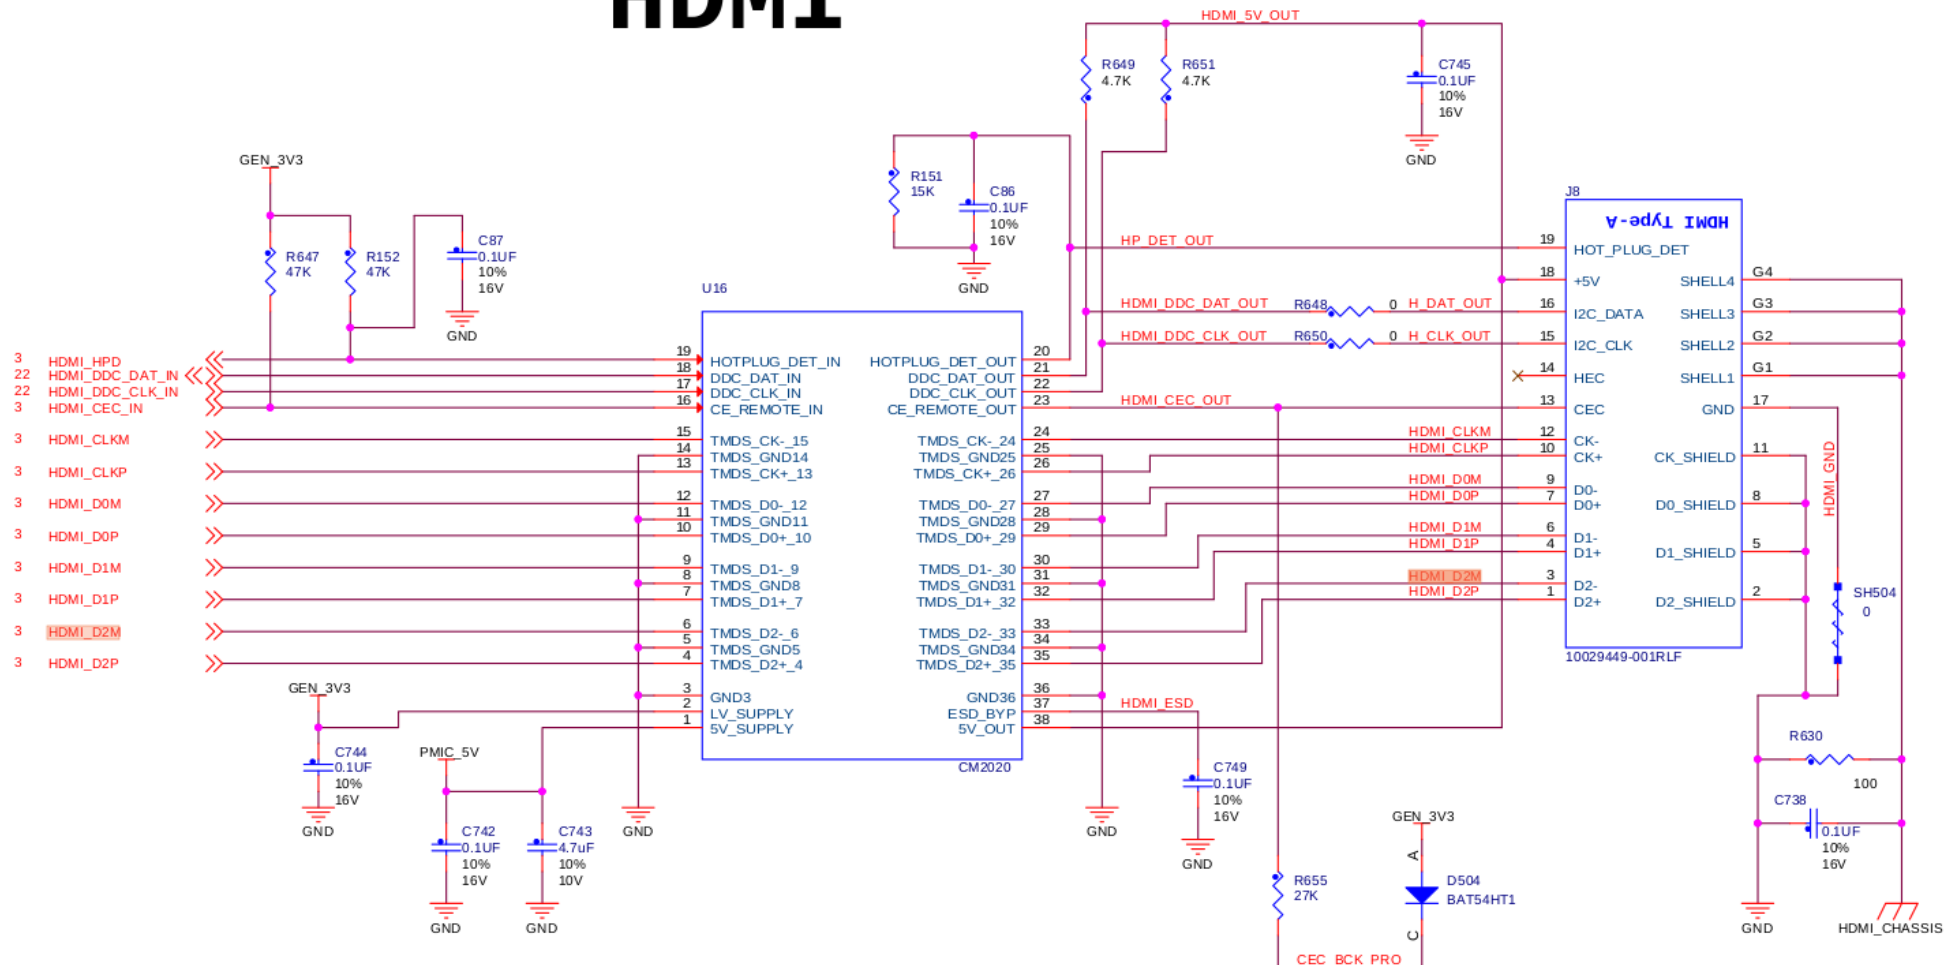 HDMI
HDMI_5V_OUT
R649
4.7K
R651
4.7K
C745
0.1UF
10%
16V
GND
GEN_3V3
R647
47K
R152
47K
C87
0.1UF
10%
16V
GND
R151
15K
C86
0.1UF
10%
16V
GND
HP_DET_OUT
HDMI_DDC_DAT_OUT
R648
0
H_DAT_OUT
HDMI_DDC_CLK_OUT
R650
0
H_CLK_OUT
HDMI_CEC_OUT
3 HDMI_HPD
22 HDMI_DDC_DAT_IN
22 HDMI_DDC_CLK_IN
3 HDMI_CEC_IN
3 HDMI_CLKM
3 HDMI_CLKP
3 HDMI_D0M
3 HDMI_D0P
3 HDMI_D1M
3 HDMI_D1P
3 HDMI_D2M
3 HDMI_D2P
U16
19 HOTPLUG_DET_IN
18 DDC_DAT_IN
17 DDC_CLK_IN
16 CE_REMOTE_IN
15 TMDS_CK-_15
14 TMDS_GND14
13 TMDS_CK+_13
12 TMDS_D0-_12
11 TMDS_GND11
10 TMDS_D0+_10
9 TMDS_D1-_9
8 TMDS_GND8
7 TMDS_D1+_7
6 TMDS_D2-_6
5 TMDS_GND5
4 TMDS_D2+_4
3 GND3
2 LV_SUPPLY
1 5V_SUPPLY
HOTPLUG_DET_OUT 20
DDC_DAT_OUT 21
DDC_CLK_OUT 22
CE_REMOTE_OUT 23
TMDS_CK-_24 24
TMDS_GND25 25
TMDS_CK+_26 26
TMDS_D0-_27 27
TMDS_GND28 28
TMDS_D0+_29 29
TMDS_D1-_30 30
TMDS_GND31 31
TMDS_D1+_32 32
TMDS_D2-_33 33
TMDS_GND34 34
TMDS_D2+_35 35
GND36 36
ESD_BYP 37
5V_OUT 38
CM2020
HDMI_CLKM
HDMI_CLKP
HDMI_D0M
HDMI_D0P
HDMI_D1M
HDMI_D1P
HDMI_D2M
HDMI_D2P
HDMI_ESD
J8
HDMI Type-A
19 HOT_PLUG_DET
18 +5V
16 I2C_DATA
15 I2C_CLK
14 HEC
13 CEC
12 CK-
10 CK+
9 D0-
7 D0+
6 D1-
4 D1+
3 D2-
1 D2+
SHELL4 G4
SHELL3 G3
SHELL2 G2
SHELL1 G1
GND 17
CK_SHIELD 11
D0_SHIELD 8
D1_SHIELD 5
D2_SHIELD 2
10029449-001RLF
HDMI_GND
SH504
0
GEN_3V3
C744
0.1UF
10%
16V
GND
PMIC_5V
C742
0.1UF
10%
16V
GND
C743
4.7uF
10%
10V
GND
GND
GND
C749
0.1UF
10%
16V
GND
R655
27K
GEN_3V3
A
D504
BAT54HT1
C
CEC_BCK_PRO
R630
100
C738
0.1UF
10%
16V
GND
HDMI_CHASSIS